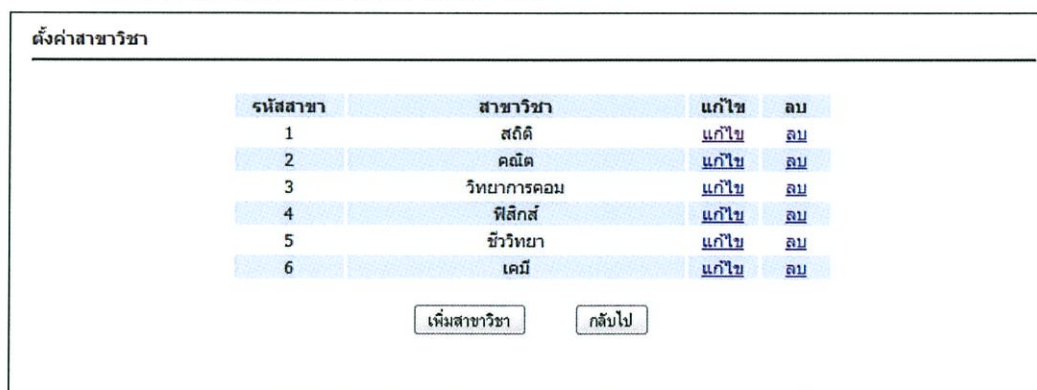 ตั้งค่าสาขาวิชา
รหัสสาขา สาขาวิชา แก้ไข ลบ
1 สถิติ แก้ไข ลบ
2 คณิต แก้ไข ลบ
3 วิทยาการคอม แก้ไข ลบ
4 ฟิสิกส์ แก้ไข ลบ
5 ชีววิทยา แก้ไข ลบ
6 เคมี แก้ไข ลบ
เพิ่มสาขาวิชา กลับไป